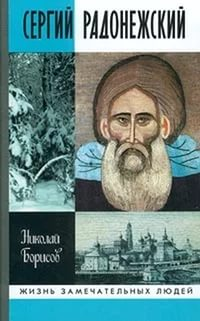 СЕРГИЙ РАДОНЕЖСКИЙ
Николай
Борисов
ЖИЗНЬ ЗАМЕЧАТЕЛЬНЫХ ЛЮДЕЙ